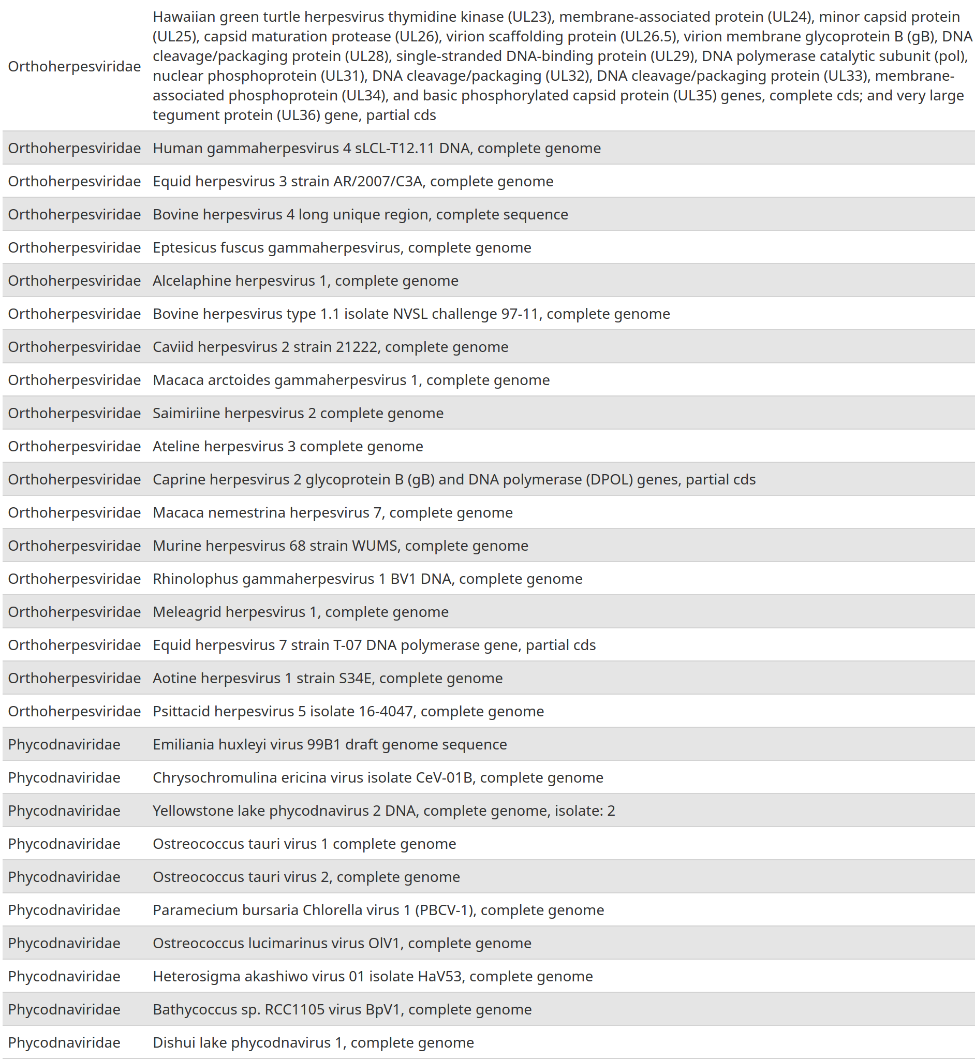 Hawaiian green turtle herpesvirus thymidine kinase (UL23), membrane-associated protein (UL24), minor capsid protein
(UL25), capsid maturation protease (UL26), virion scaffolding protein (UL26.5), virion membrane glycoprotein B (gB), DNA
cleavage/packaging protein (UL28), single-stranded DNA-binding protein (UL29), DNA polymerase catalytic subunit (pol),
Orthoherpesviridae nuclear phosphoprotein (UL31), DNA cleavage/packaging (UL32), DNA cleavage/packaging protein (UL33), membrane-
associated phosphoprotein (UL34), and basic phosphorylated capsid protein (UL35) genes, complete cds; and very large
tegument protein (UL36) gene, partial cds
Orthoherpesviridae Human gammaherpesvirus 4 sLCL-T12.11 DNA, complete genome
Orthoherpesviridae Equid herpesvirus 3 strain AR/2007/C3A, complete genome
Orthoherpesviridae Bovine herpesvirus 4 long unique region, complete sequence
Orthoherpesviridae Eptesicus fuscus gammaherpesvirus, complete genome
Orthoherpesviridae Alcelaphine herpesvirus 1, complete genome
Orthoherpesviridae Bovine herpesvirus type 1.1 isolate NVSL challenge 97-11, complete genome
Orthoherpesviridae Caviid herpesvirus 2 strain 21222, complete genome
Orthoherpesviridae Macaca arctoides gammaherpesvirus 1, complete genome
Orthoherpesviridae Saimiriine herpesvirus 2 complete genome
Orthoherpesviridae Ateline herpesvirus 3 complete genome
Orthoherpesviridae Caprine herpesvirus 2 glycoprotein B (gB) and DNA polymerase (DPOL) genes, partial cds
Orthoherpesviridae Macaca nemestrina herpesvirus 7, complete genome
Orthoherpesviridae Murine herpesvirus 68 strain WUMS, complete genome
Orthoherpesviridae Rhinolophus gammaherpesvirus 1 BV1 DNA, complete genome
Orthoherpesviridae Meleagrid herpesvirus 1, complete genome
Orthoherpesviridae Equid herpesvirus 7 strain T-07 DNA polymerase gene, partial cds
Orthoherpesviridae Aotine herpesvirus 1 strain S34E, complete genome
Orthoherpesviridae Psittacid herpesvirus 5 isolate 16-4047, complete genome
Phycodnaviridae Emiliania huxleyi virus 99B1 draft genome sequence
Phycodnaviridae Chrysochromulina ericina virus isolate CeV-01B, complete genome
Phycodnaviridae Yellowstone lake phycodnavirus 2 DNA, complete genome, isolate: 2
Phycodnaviridae Ostreococcus tauri virus 1 complete genome
Phycodnaviridae Ostreococcus tauri virus 2, complete genome
Phycodnaviridae Paramecium bursaria Chlorella virus 1 (PBCV-1), complete genome
Phycodnaviridae Ostreococcus lucimarinus virus OlV1, complete genome
Phycodnaviridae Heterosigma akashiwo virus 01 isolate HaV53, complete genome
Phycodnaviridae Bathycoccus sp. RCC1105 virus BpV1, complete genome
Phycodnaviridae Dishui lake phycodnavirus 1, complete genome